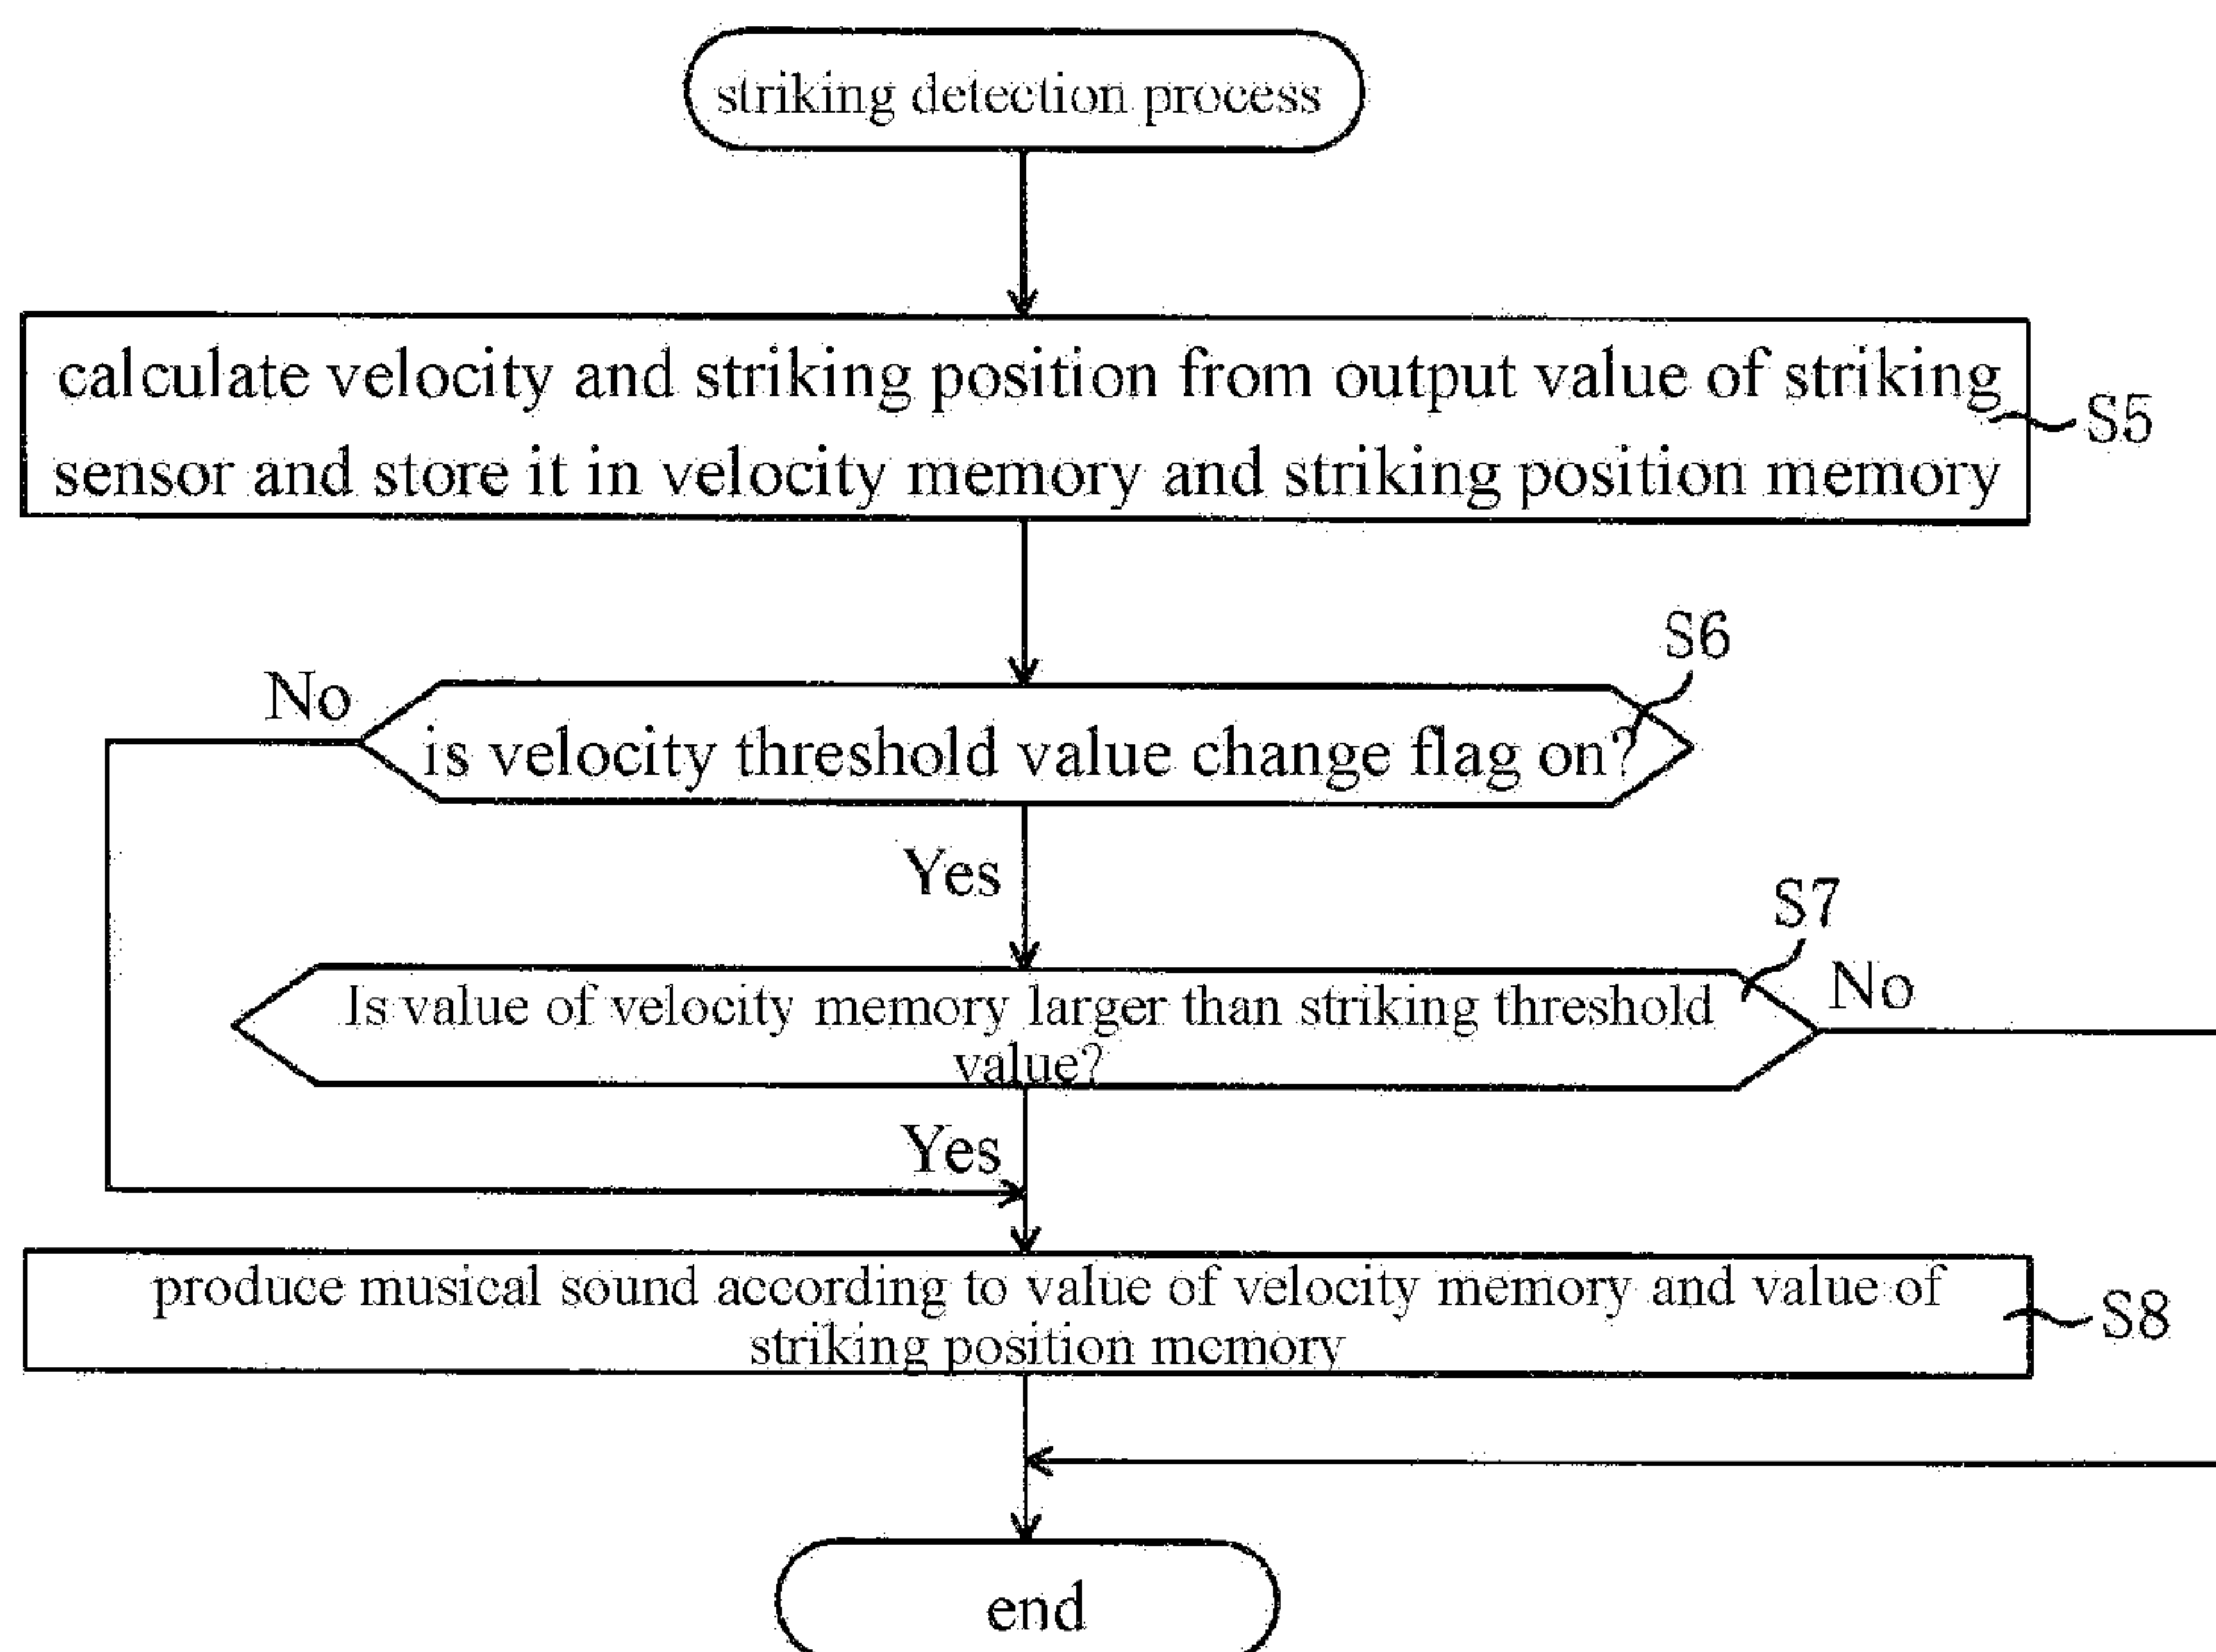 striking detection process
calculate velocity and striking position from output value of striking
sensor and store it in velocity memory and striking position memory
S5
S6
No
is velocity threshold value change flag on?
Yes
S7
Is value of velocity memory larger than striking threshold
value?
No
Yes
produce musical sound according to value of velocity memory and value of
striking position memory
S8
end